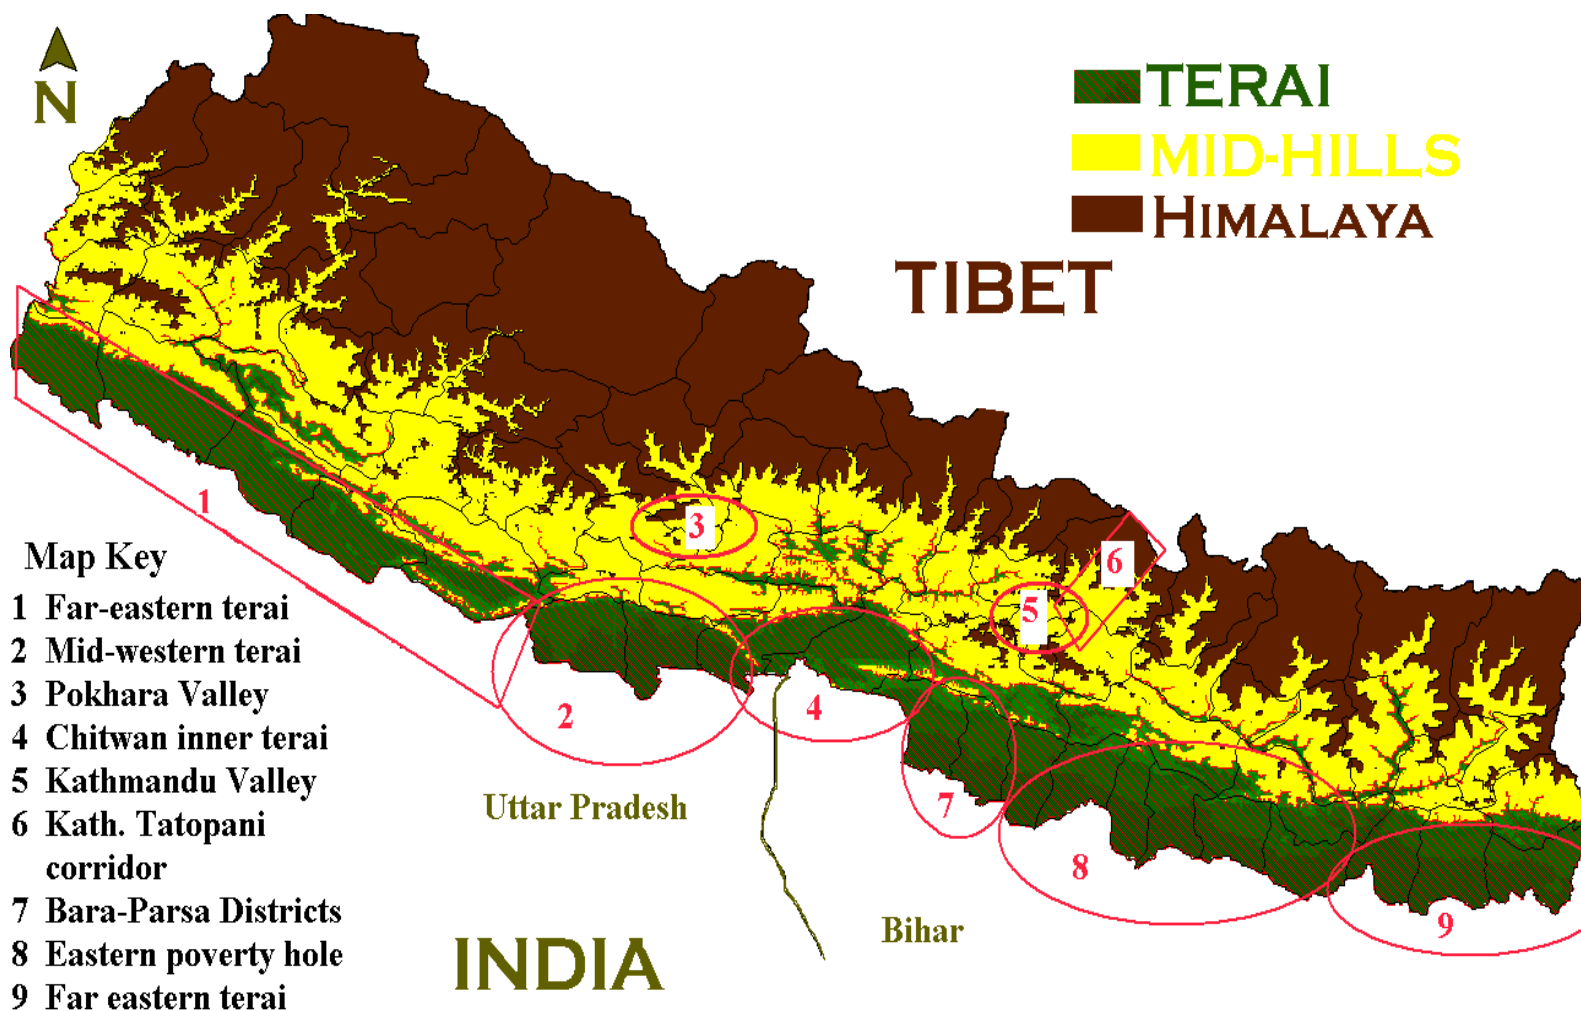 N
TERAI
MID-HILLS
HIMALAYA
TIBET
1
2
3
4
5
6
7
8
9
Map Key
1 Far-eastern terai
2 Mid-western terai
3 Pokhara Valley
4 Chitwan inner terai
5 Kathmandu Valley
6 Kath. Tatopani
corridor
7 Bara-Parsa Districts
8 Eastern poverty hole
9 Far eastern terai
Uttar Pradesh
Bihar
INDIA